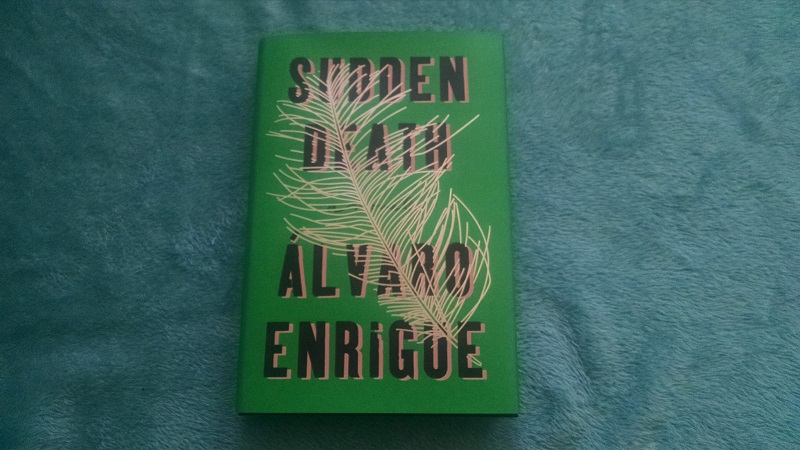 SUDDEN
DEATH
ÁLVARO
ENRiGUE